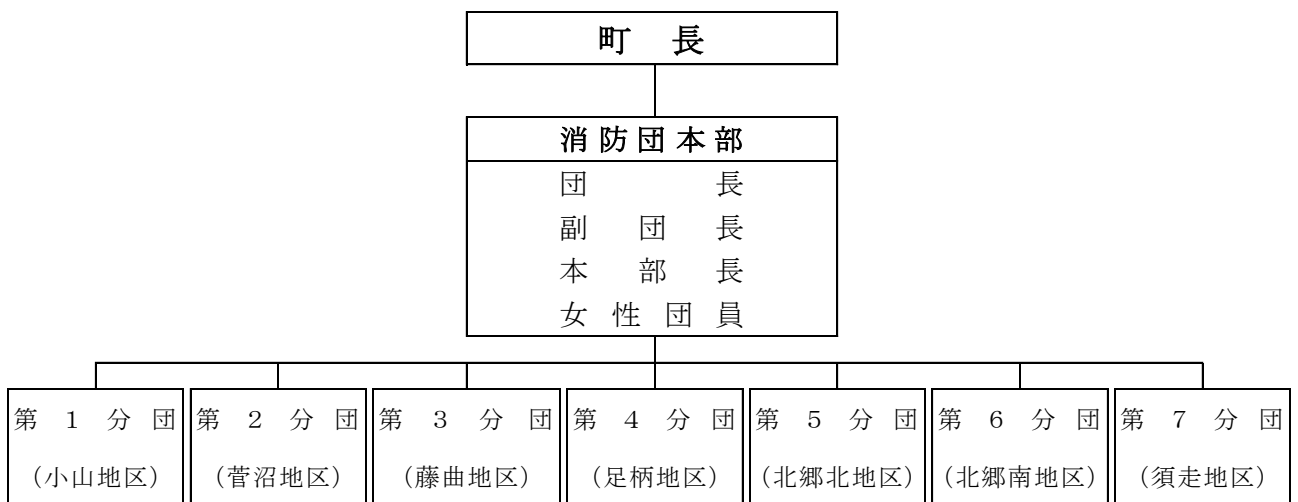 町 長
消防団本部
団 長
副 団 長
本 部 長
女 性 団 員
第 1 分 団
(小山地区)
第 2 分 団
(菅沼地区)
第 3 分 団
(藤曲地区)
第 4 分 団
(足柄地区)
第 5 分 団
(北郷北地区)
第 6 分 団
(北郷南地区)
第 7 分 団
(須走地区)